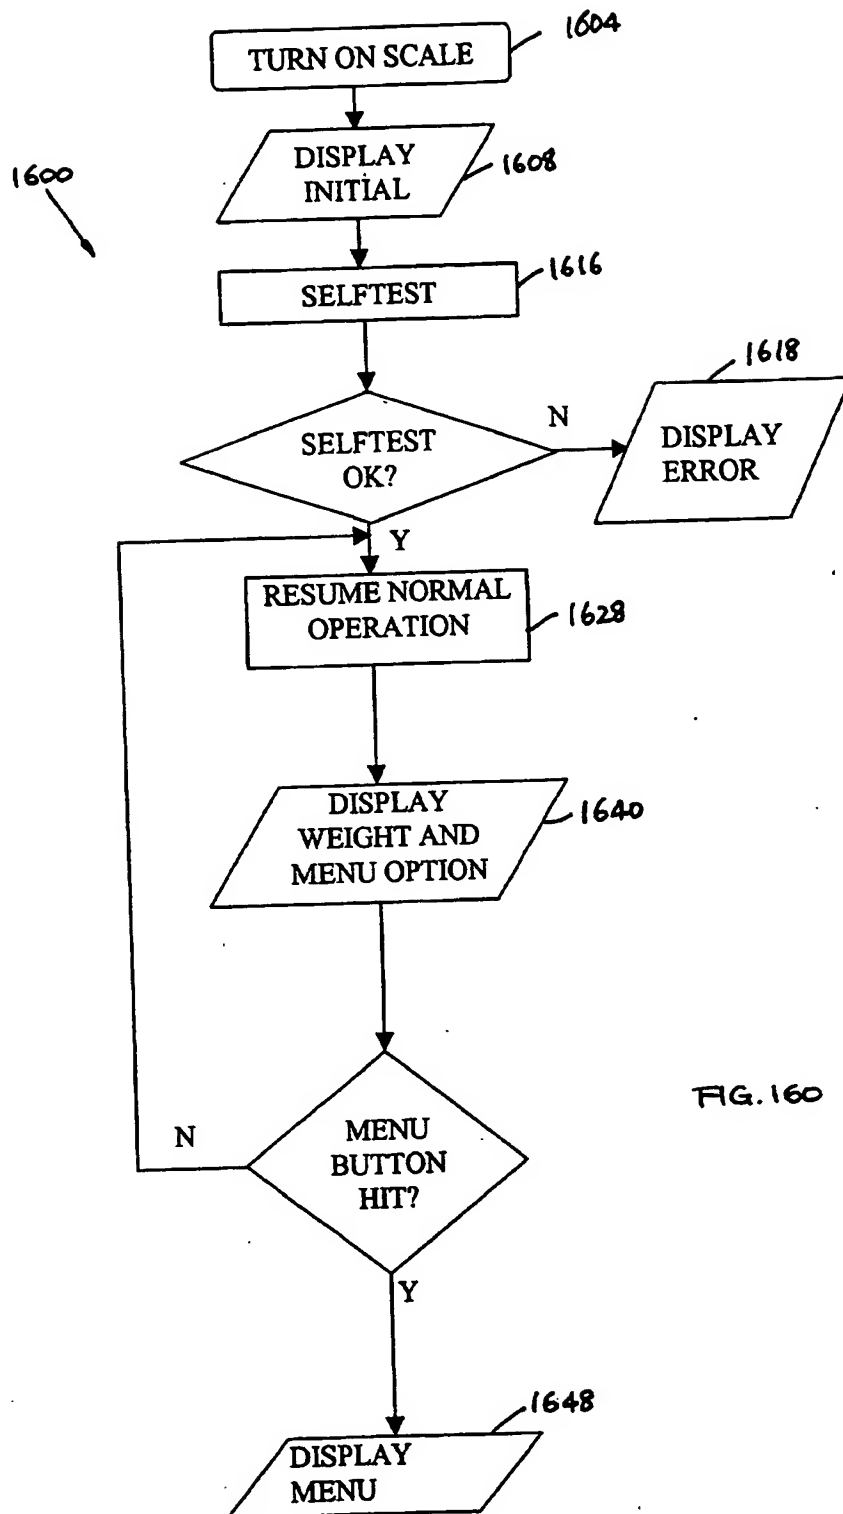 TURN ON SCALE
1604
DISPLAY
INITIAL
1608
1600
SELFTEST
1616
1618
SELFTEST
OK?
N
DISPLAY
ERROR
Y
RESUME NORMAL
OPERATION
1628
DISPLAY
WEIGHT AND
MENU OPTION
1640
N
MENU
BUTTON
HIT?
FIG. 160
Y
1648
DISPLAY
MENU